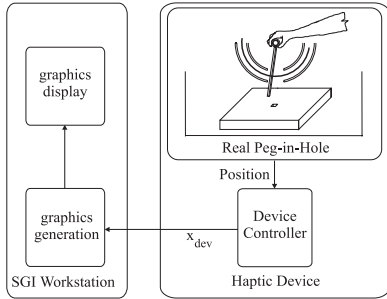 graphics
display
Real Peg-in-Hole
Position
graphics
generation
x_dev
Device
Controller
SGI Workstation
Haptic Device